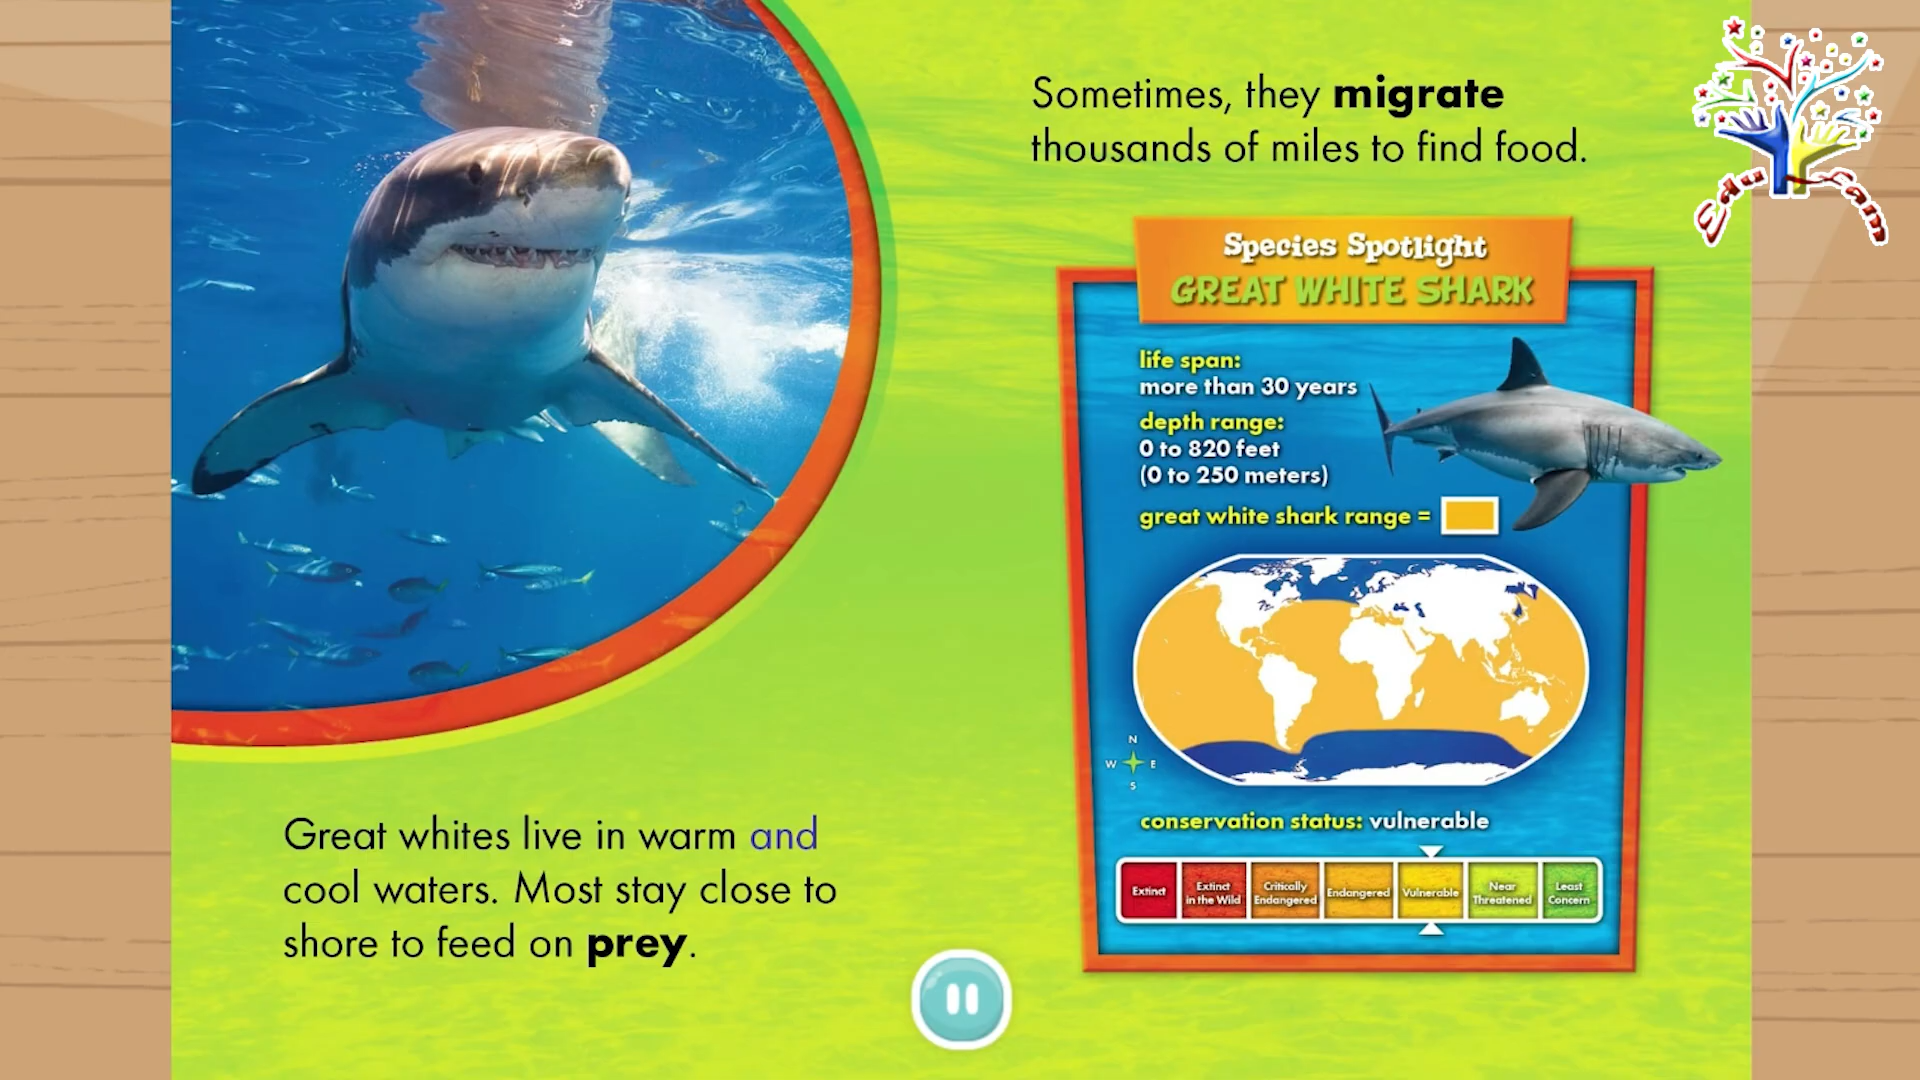 Great whites live in warm and
cool waters. Most stay close to
shore to feed on prey.
Sometimes, they migrate
thousands of miles to find food.
Species Spotlight
GREAT WHITE SHARK
life span:
more than 30 years
depth range:
0 to 820 feet
(0 to 250 meters)
great white shark range =
N
W E
S
conservation status: vulnerable
Extinct
Extinct
in the Wild
Critically
Endangered
Endangered
Vulnerable
Near
Threatened
Least
Concern
Edu Fam